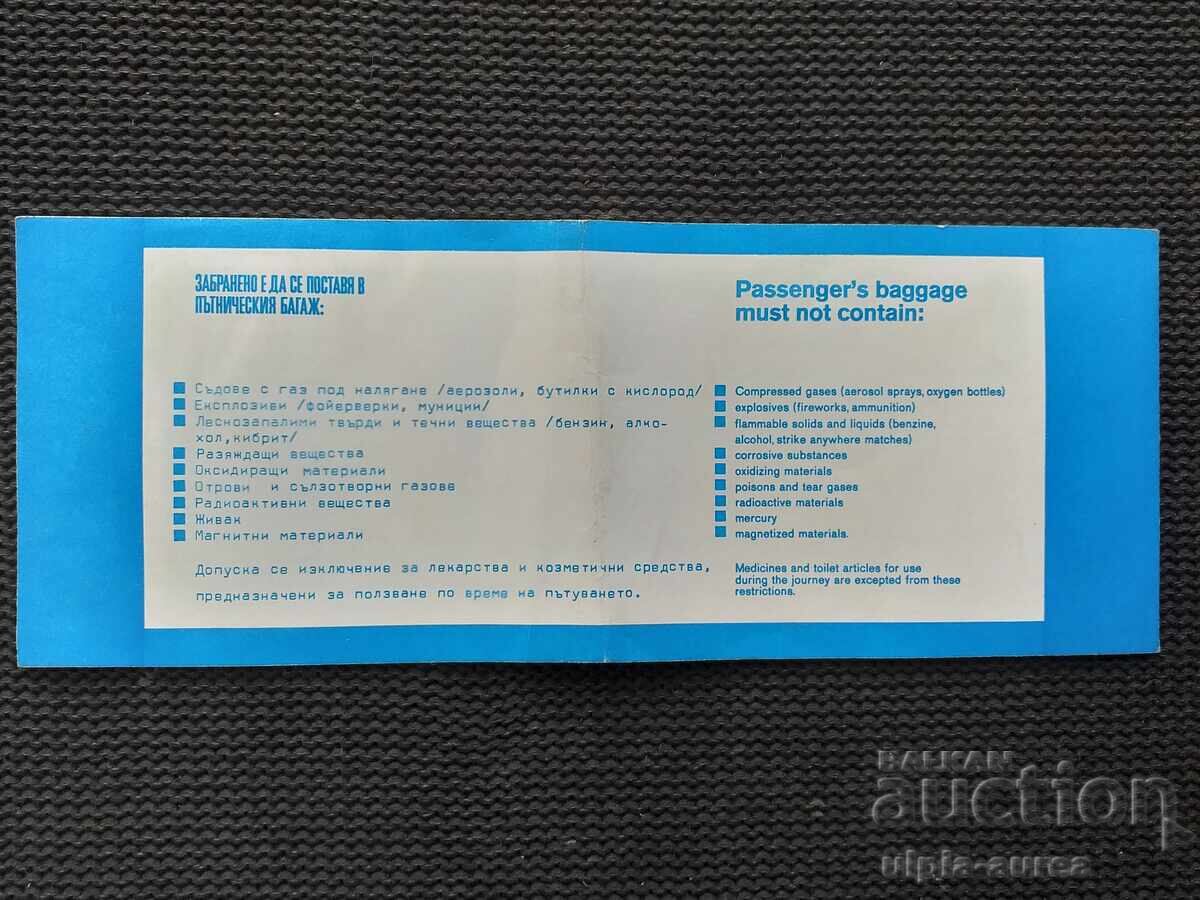 ЗАБРАНЕНО Е ДА СЕ ПОСТАВЯ В
ПЪТНИЧЕСКИЯ БАГАЖ:
Съдове с газ под налягане /аерозоли, бутилки с кислород/
Експлозиви /фойерверки, муниции/
Леснозапалими твърди и течни вещества /бензин, алко-
хол,кибрит/
Разяждащи вещества
Оксидиращи материали
Отрови и сълзотворни газове
Радиоактивни вещества
Живак
Магнитни материали
Допуска се изключение за лекарства и козметични средства,
предназначени за ползване по време на пътуването.
Passenger's baggage
must not contain:
Compressed gases (aerosol sprays, oxygen bottles)
explosives (fireworks, ammunition)
flammable solids and liquids (benzine,
alcohol, strike anywhere matches)
corrosive substances
oxidizing materials
poisons and tear gases
radioactive materials
mercury
magnetized materials.
Medicines and toilet articles for use
during the journey are excepted from these
restrictions.
BALKAN
auction
ulpia-aurea